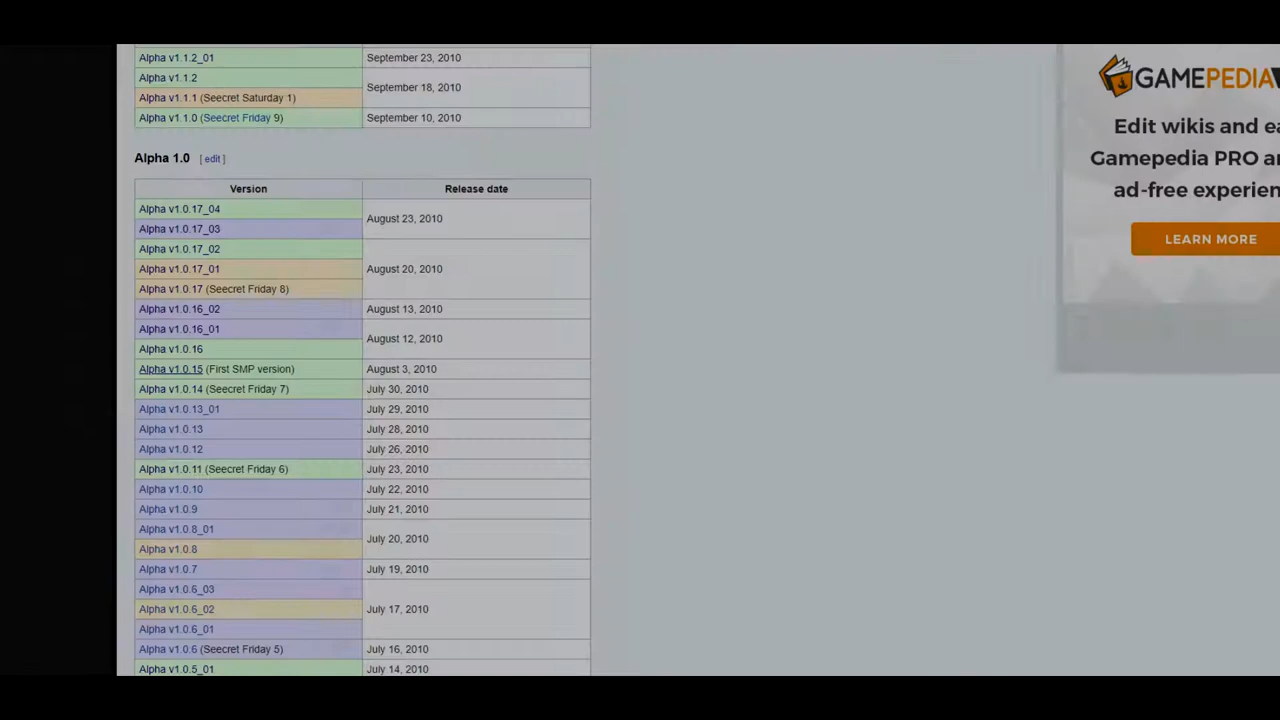 Alpha v1.1.2_01 September 23, 2010
Alpha v1.1.2
September 18, 2010
Alpha v1.1.1 (Seecret Saturday 1)
Alpha v1.1.0 (Seecret Friday 9) September 10, 2010
Alpha 1.0 [ edit ]
Version Release date
Alpha v1.0.17_04
August 23, 2010
Alpha v1.0.17_03
Alpha v1.0.17_02
Alpha v1.0.17_01 August 20, 2010
Alpha v1.0.17 (Seecret Friday 8)
Alpha v1.0.16_02 August 13, 2010
Alpha v1.0.16_01
August 12, 2010
Alpha v1.0.16
Alpha v1.0.15 (First SMP version) August 3, 2010
Alpha v1.0.14 (Seecret Friday 7) July 30, 2010
Alpha v1.0.13_01 July 29, 2010
Alpha v1.0.13 July 28, 2010
Alpha v1.0.12 July 26, 2010
Alpha v1.0.11 (Seecret Friday 6) July 23, 2010
Alpha v1.0.10 July 22, 2010
Alpha v1.0.9 July 21, 2010
Alpha v1.0.8_01
July 20, 2010
Alpha v1.0.8
Alpha v1.0.7 July 19, 2010
Alpha v1.0.6_03
Alpha v1.0.6_02 July 17, 2010
Alpha v1.0.6_01
Alpha v1.0.6 (Seecret Friday 5) July 16, 2010
Alpha v1.0.5_01 July 14, 2010
GAMEPEDIA
Edit wikis and ea
Gamepedia PRO an
ad-free experien
LEARN MORE